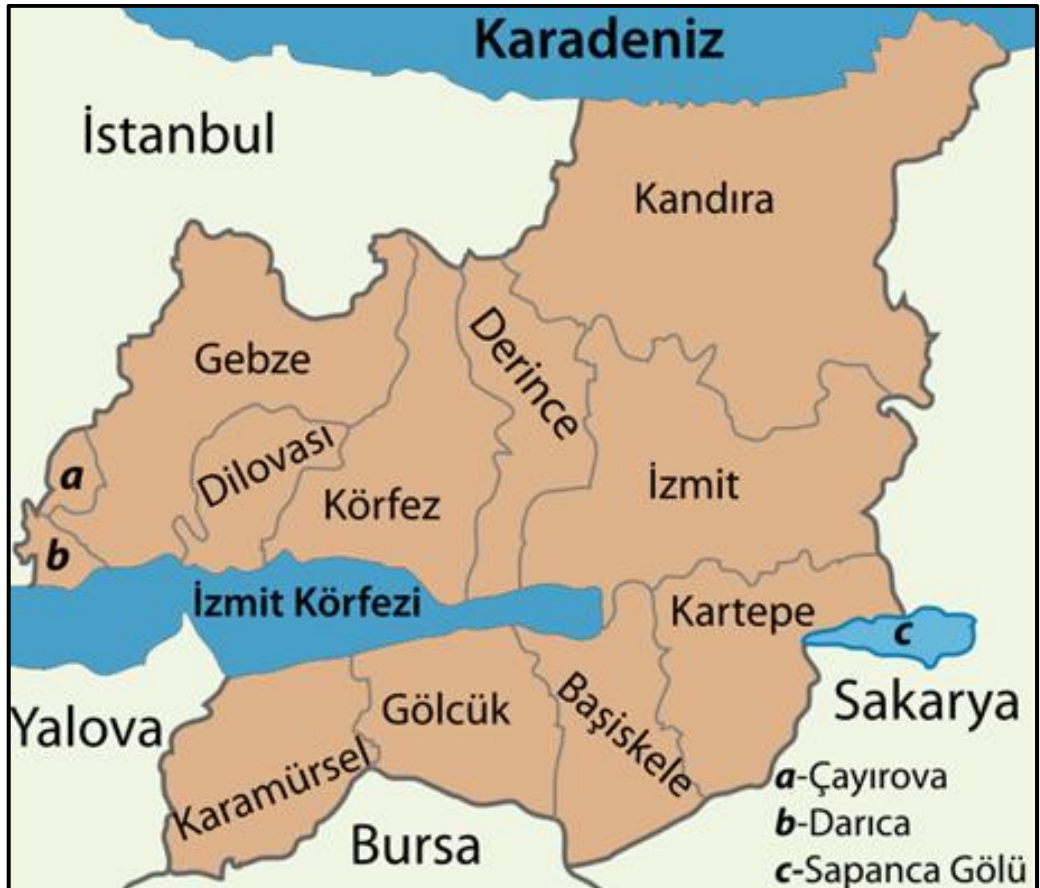 Karadeniz
İstanbul
Kandıra
Derince
Gebze
Dilovası
a
İzmit
Körfez
b
İzmit Körfezi
Kartepe
c
Gölcük
Başiskele
Sakarya
Yalova
Karamürsel
Bursa
a-Çayırova
b-Darıca
c-Sapanca Gölü